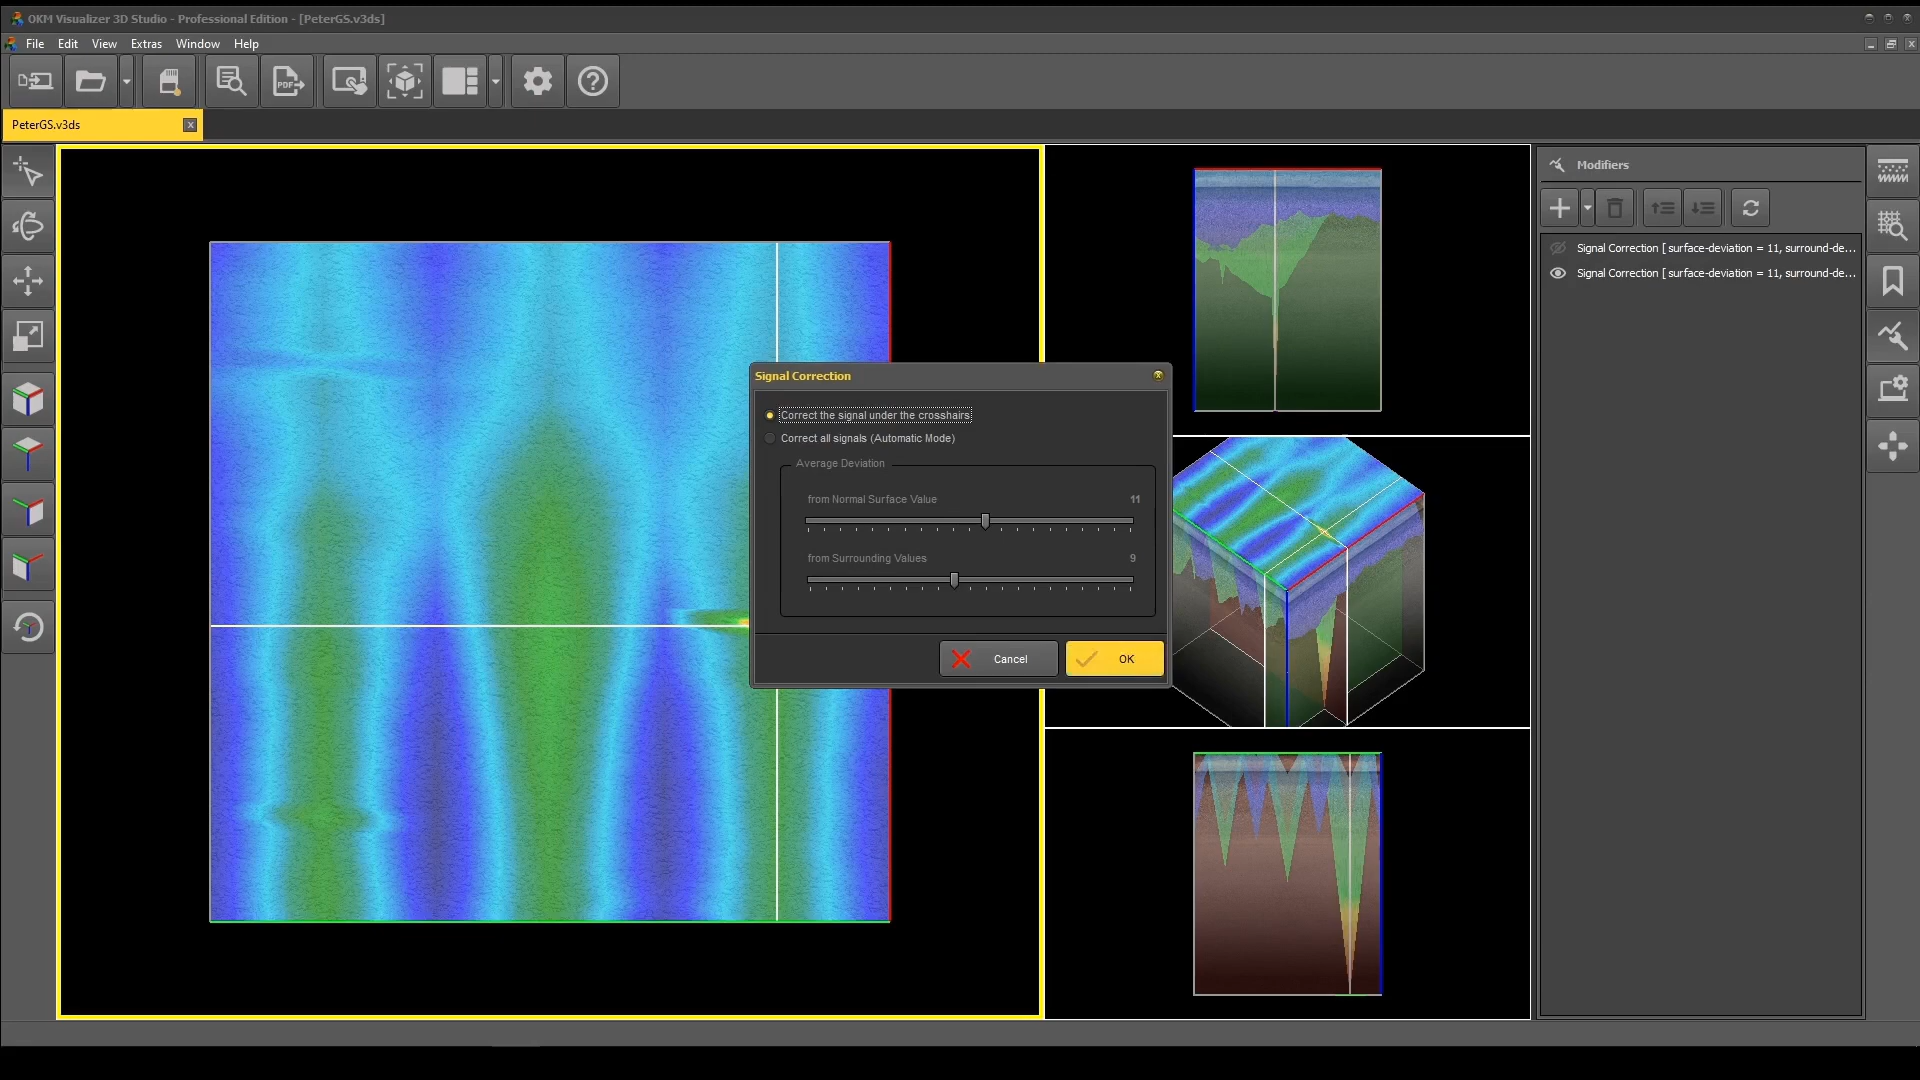 OKM Visualizer 3D Studio - Professional Edition - [PeterGS.v3ds]
File Edit View Extras Window Help
PDF
PeterGS.v3ds
Modifiers
Signal Correction [ surface-deviation = 11, surround-de...
Signal Correction [ surface-deviation = 11, surround-de...
Signal Correction
Correct the signal under the crosshairs
Correct all signals (Automatic Mode)
Average Deviation
from Normal Surface Value 11
from Surrounding Values 9
Cancel OK